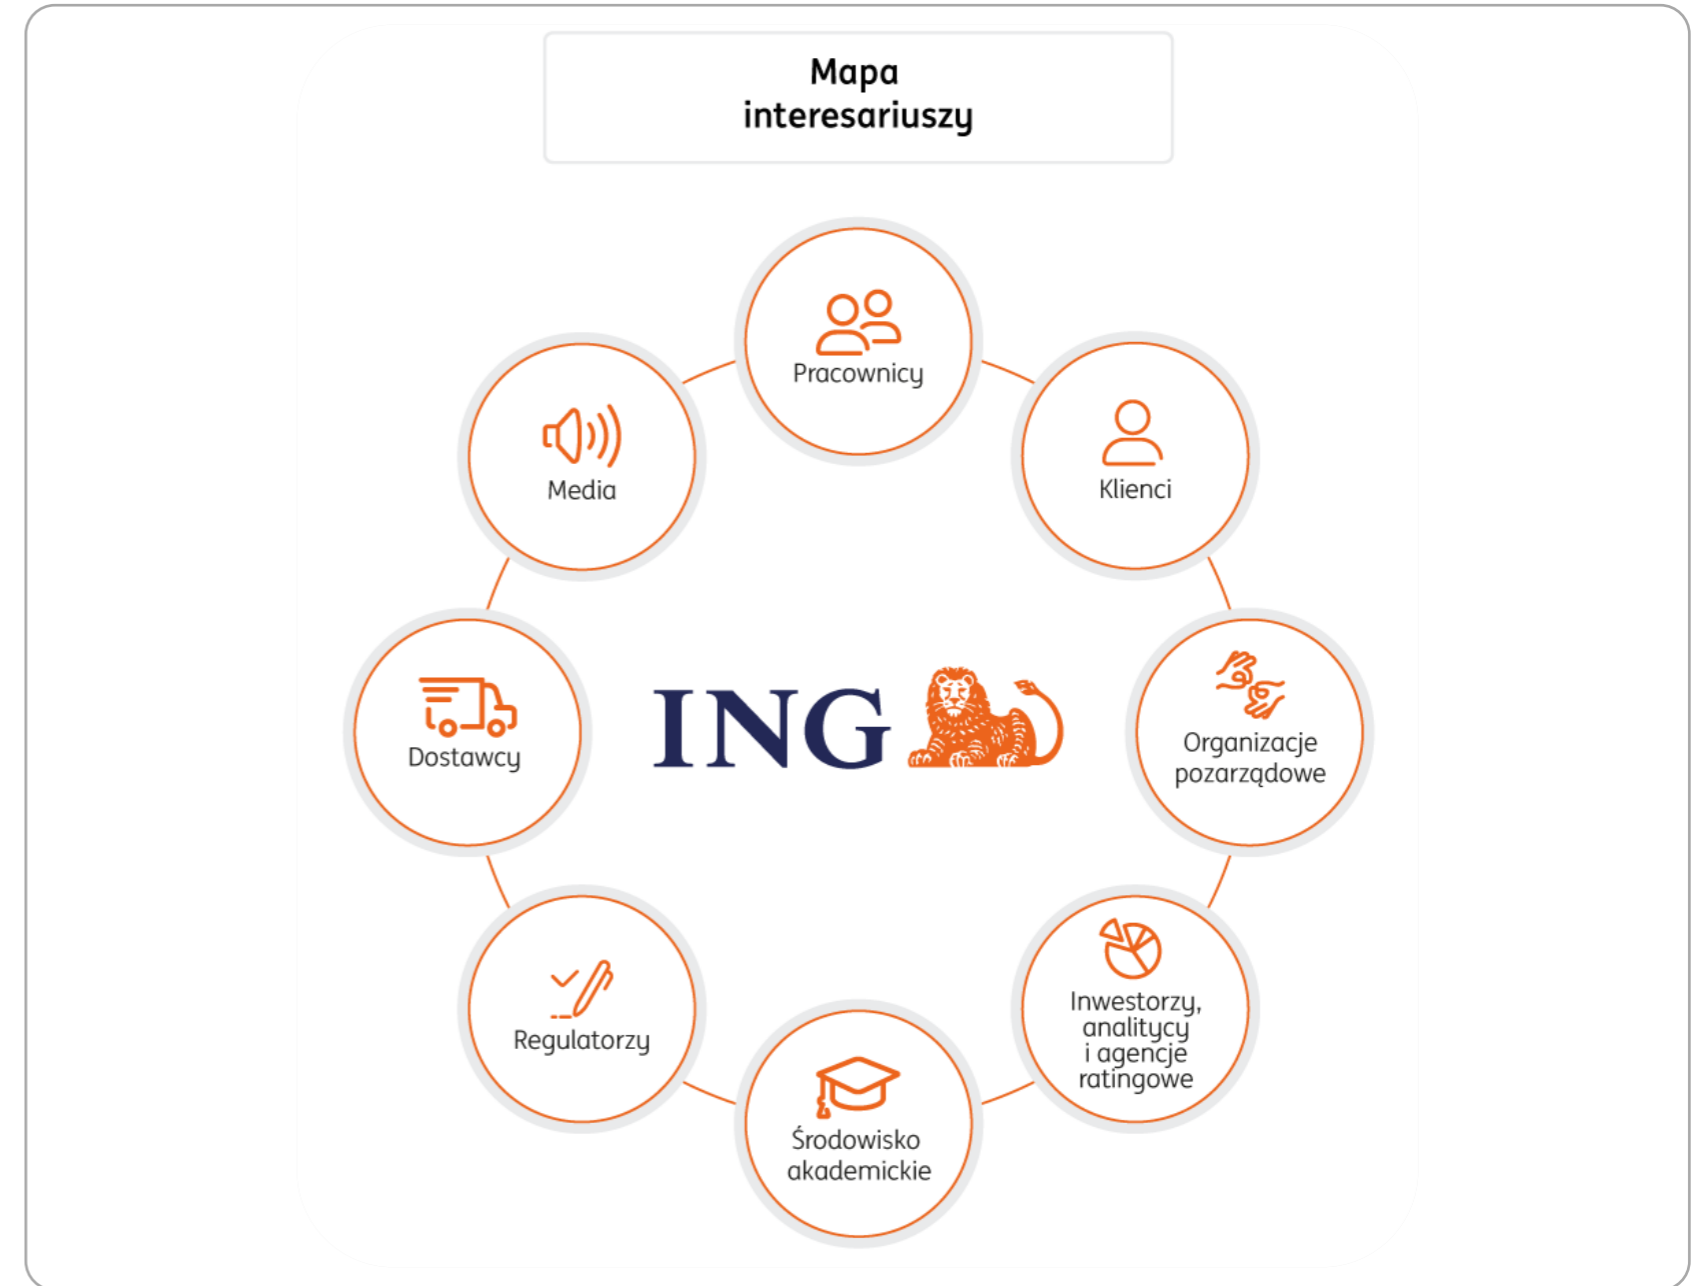 Mapa
interesariuszy
Pracownicy
Media
Klienci
Dostawcy
ING
Organizacje
pozarządowe
Regulatorzy
Inwestorzy,
analitycy
i agencje
ratingowe
Środowisko
akademickie